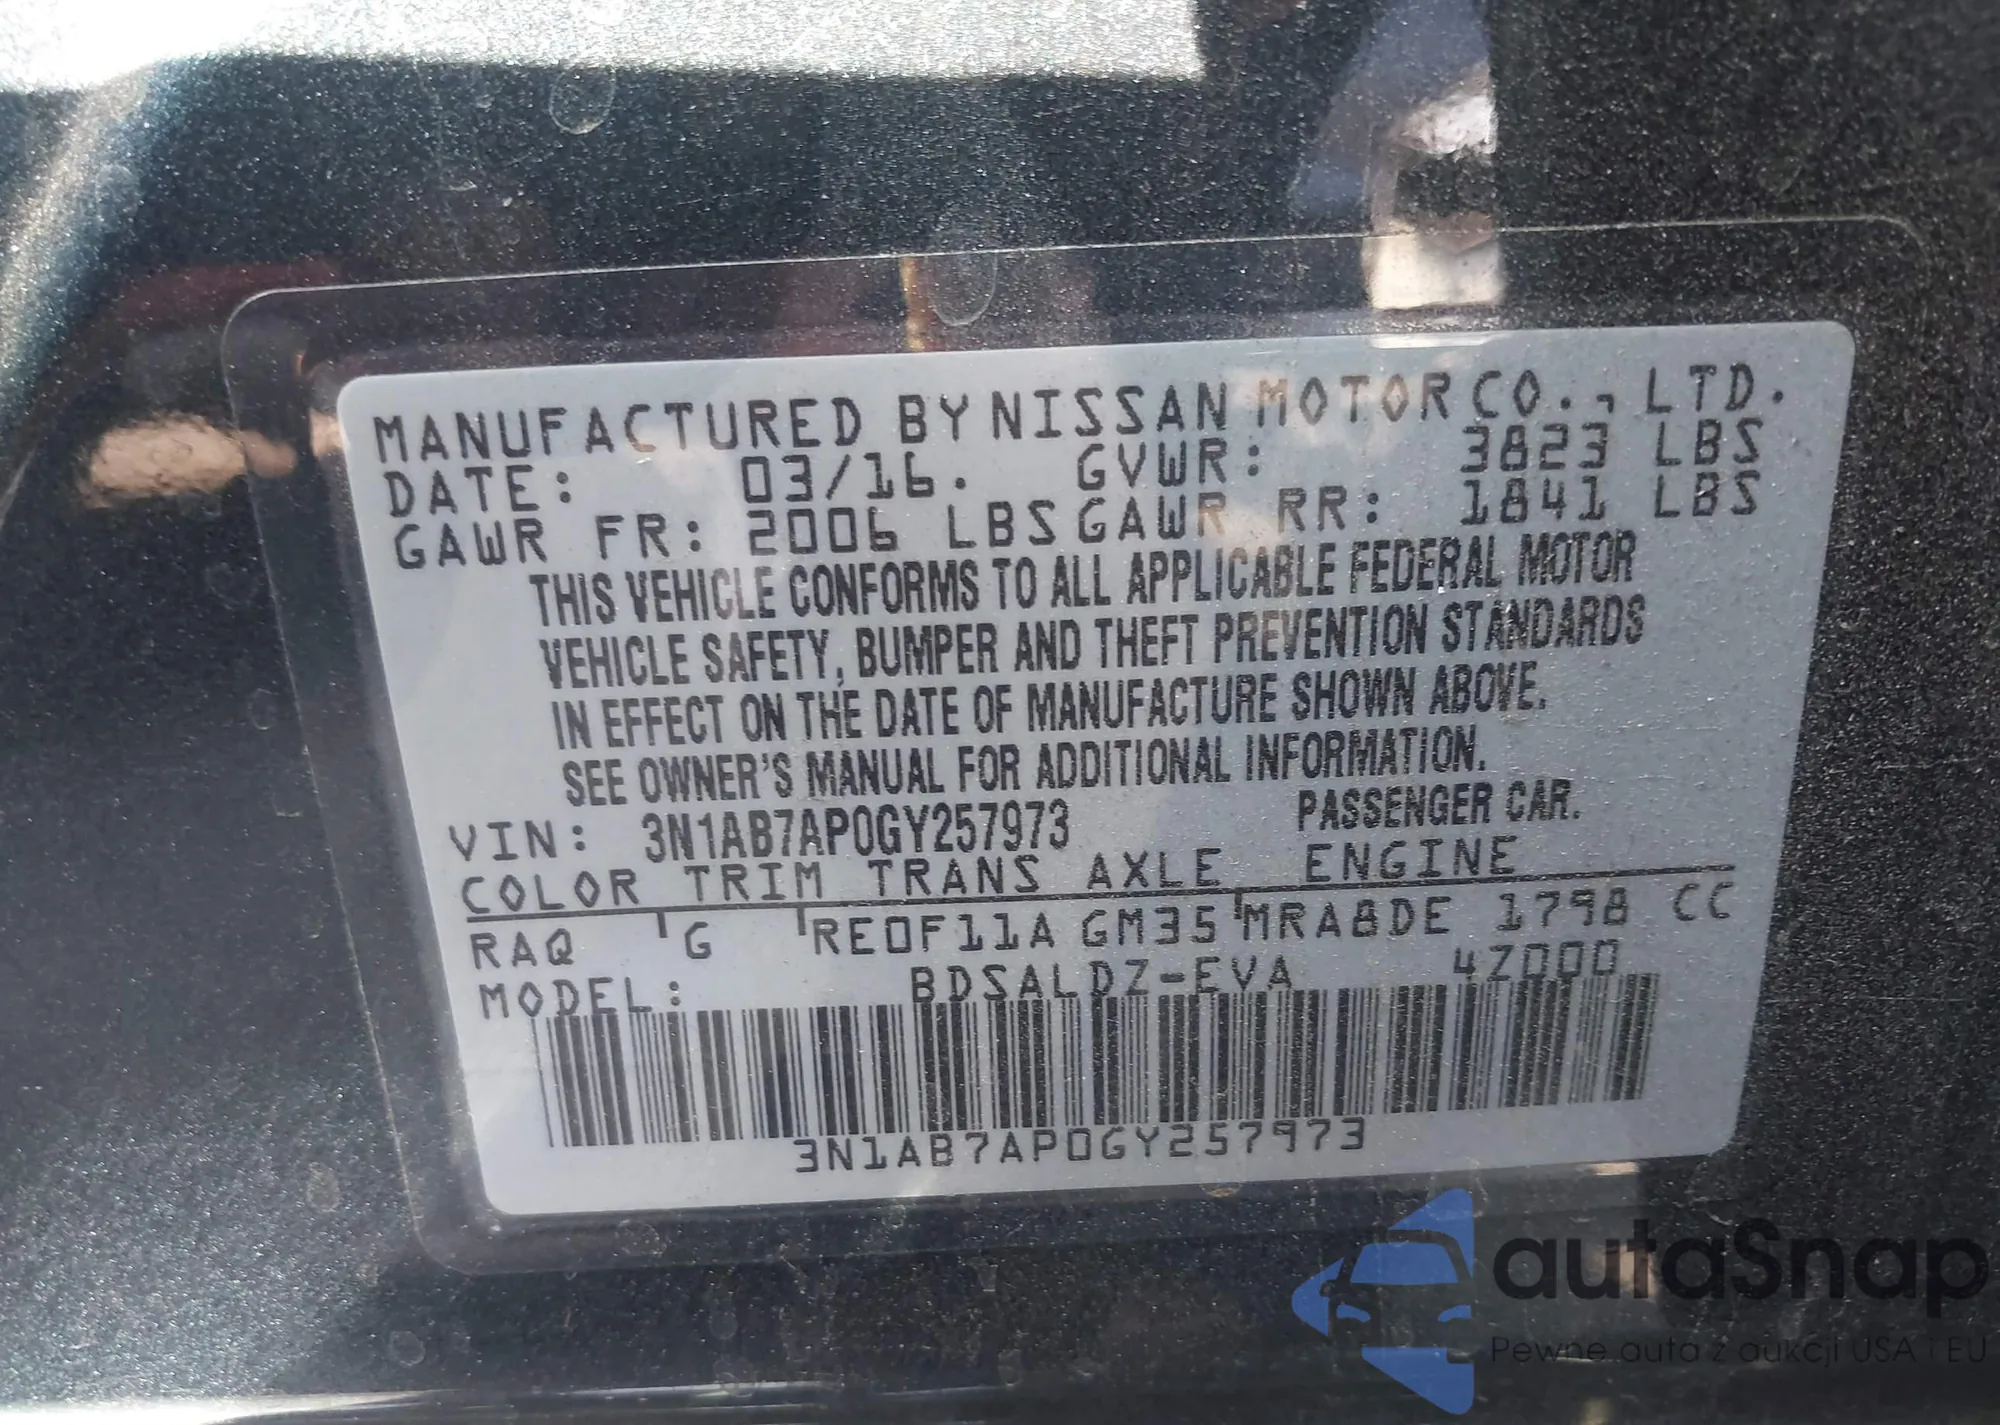 MANUFACTURED BY NISSAN MOTOR CO., LTD.
DATE: 03/16. GVWR: 3823 LBS
GAWR FR: 2006 LBS GAWR RR: 1841 LBS
THIS VEHICLE CONFORMS TO ALL APPLICABLE FEDERAL MOTOR
VEHICLE SAFETY, BUMPER AND THEFT PREVENTION STANDARDS
IN EFFECT ON THE DATE OF MANUFACTURE SHOWN ABOVE.
SEE OWNER'S MANUAL FOR ADDITIONAL INFORMATION.
VIN: 3N1AB7AP0GY257973 PASSENGER CAR.
COLOR TRIM TRANS AXLE ENGINE
RAQ G RE0F11A GM35 MRA8DE 1798 CC
MODEL: BDSALDZ-EVA 4Z000
3N1AB7AP0GY257973
autaSnap
Pewne auta z aukcji USA i EU